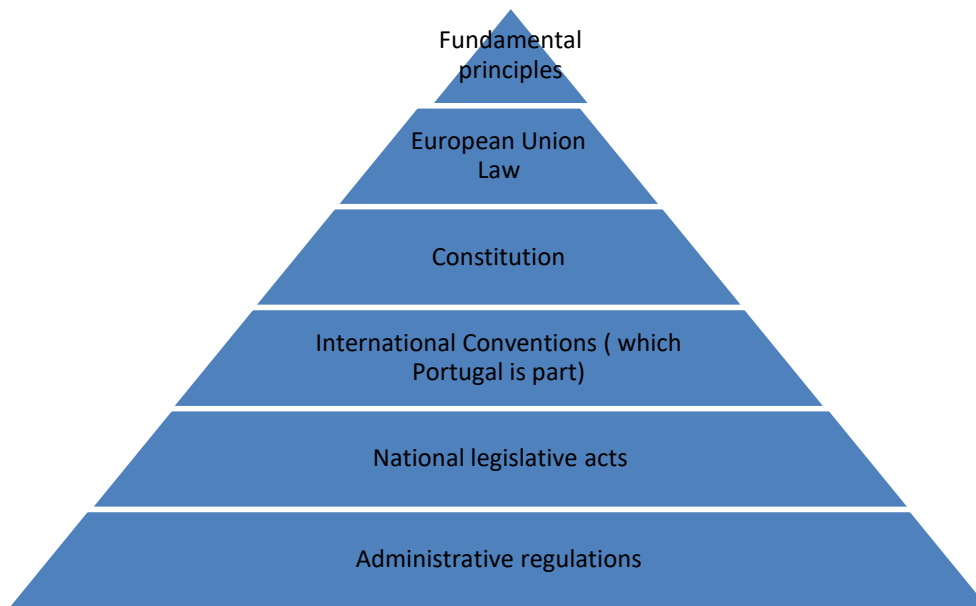 Fundamental
principles
European Union
Law
Constitution
International Conventions ( which
Portugal is part)
National legislative acts
Administrative regulations